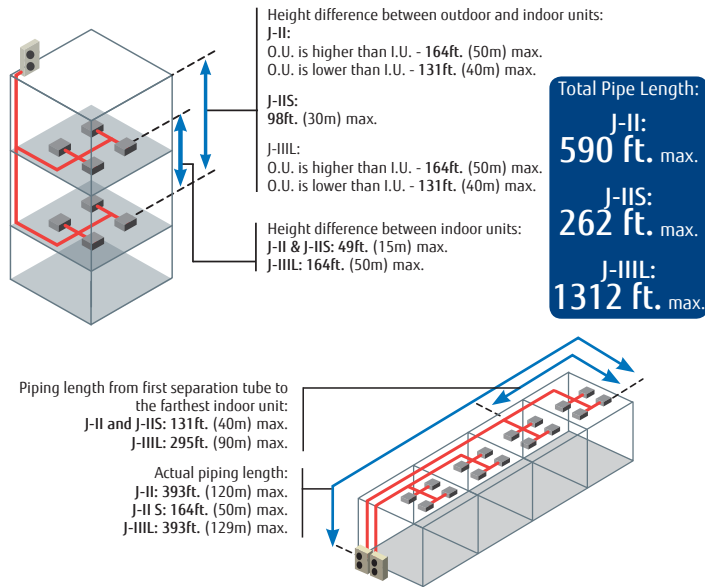 Height difference between outdoor and indoor units:
J-II:
O.U. is higher than I.U. - 164ft. (50m) max.
O.U. is lower than I.U. - 131ft. (40m) max.
J-IIS:
98ft. (30m) max.
J-IIIL:
O.U. is higher than I.U. - 164ft. (50m) max.
O.U. is lower than I.U. - 131ft. (40m) max.
Height difference between indoor units:
J-II & J-IIS: 49ft. (15m) max.
J-IIIL: 164ft. (50m) max.
Total Pipe Length:
J-II:
590 ft. max.
J-IIS:
262 ft. max.
J-IIIL:
1312 ft. max.
Piping length from first separation tube to
the farthest indoor unit:
J-II and J-IIS: 131ft. (40m) max.
J-IIIL: 295ft. (90m) max.
Actual piping length:
J-II: 393ft. (120m) max.
J-II S: 164ft. (50m) max.
J-IIIL: 393ft. (129m) max.